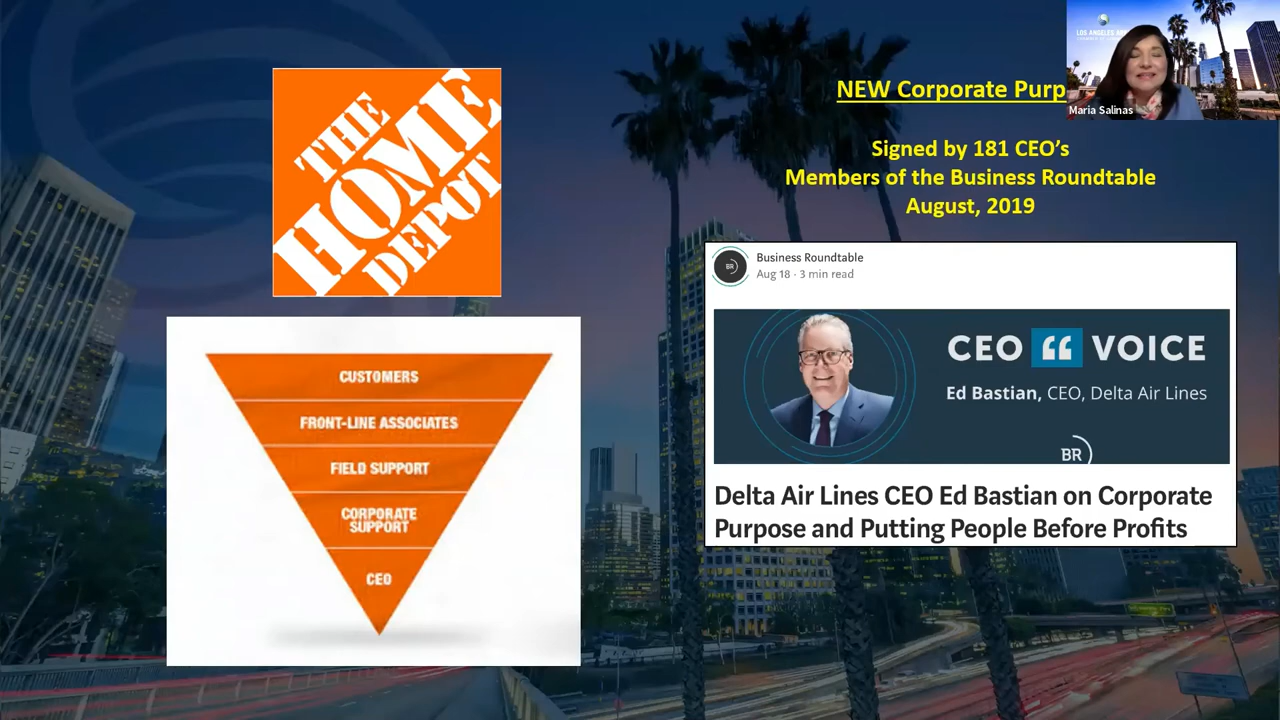 THE
HOME
DEPOT
CUSTOMERS
FRONT-LINE ASSOCIATES
FIELD SUPPORT
CORPORATE
SUPPORT
CEO
NEW Corporate Purp
Signed by 181 CEO’s
Members of the Business Roundtable
August, 2019
BR
Business Roundtable
Aug 18 · 3 min read
CEO “ VOICE
Ed Bastian, CEO, Delta Air Lines
BR
Delta Air Lines CEO Ed Bastian on Corporate
Purpose and Putting People Before Profits
LOS ANGELES
Maria Salinas